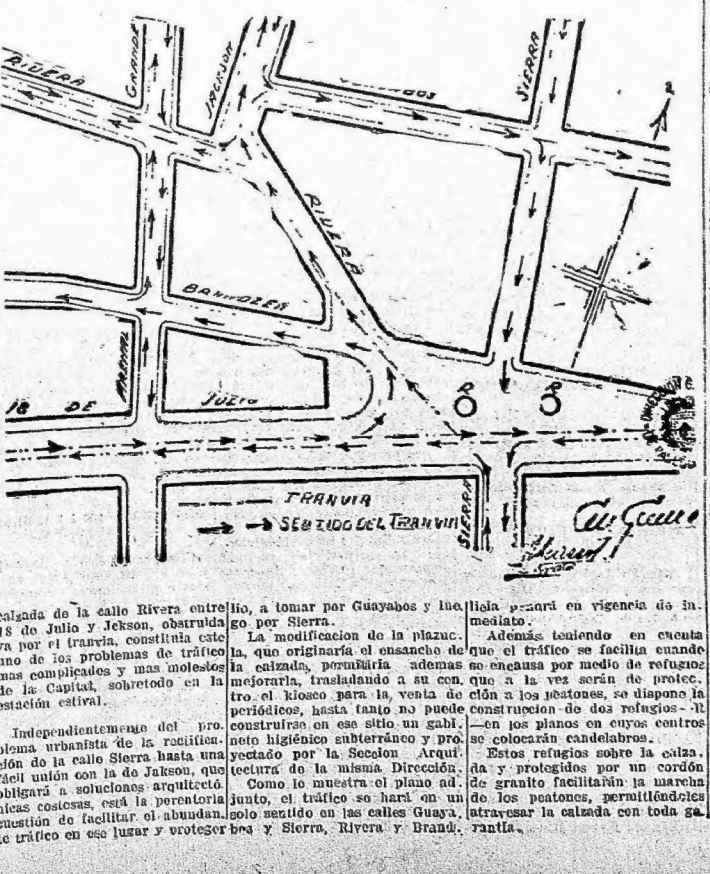 RIVERA
GRANDE
JACKSON
SIERRA
RIVERA
BRANDZEN
18 DE
JULIO
R
R
TRANVIA
SENTIDO DEL TRANVIA
SIERRA
calzada de la calle Rivera entre
18 de Julio y Jckson, obstruida
va por el tranvia, constituia este
uno de los problemas de tráfico
mas complicados y mas molestos
de la Capital, sobretodo en la
estación estival.
Independientemente del pro.
blema urbanista de la rectifica.
ción de la calle Sierra hasta una
fácil unión con la de Jakson, que
obligará a soluciones arquitectó
nicas costosas, está la perentoria
cuestión de facilitar el abundan.
te tráfico en ese lugar y proteger
lio, a tomar por Guayabos y lue.
go por Sierra.
La modificacion de la plazue.
la, que originaría el ensanche de
la calzada, permitiria ademas
mejorarla, trasladando a su cen.
tro el kiosco para la venta de
periódicos, hasta tanto no puede
construirse en ese sitio un gabi.
nete higiénico subterráneo y pro.
yectado por la Seccion Arqui.
tectura de la misma Dirección.
Como lo muestra el plano ad.
junto, el tráfico se hará en un
solo sentido en las calles Guaya.
bos y Sierra, Rivera y Brand.
licia pondrá en vigencia de in.
mediato.
Además teniendo en cuenta
que el tráfico se facilita cuando
se encausa por medio de refugios
que a la vez serán de protec.
ción a los peatones, se dispone la
construccion de dos refugios - R
—en los planos en cuyos centros
se colocarán candelabros.
Estos refugios sobre la calza.
da y protegidos por un cordón
de granito facilitarán la marcha
de los peatones, permitiéndeles
atravesar la calzada con toda ga
rantía.